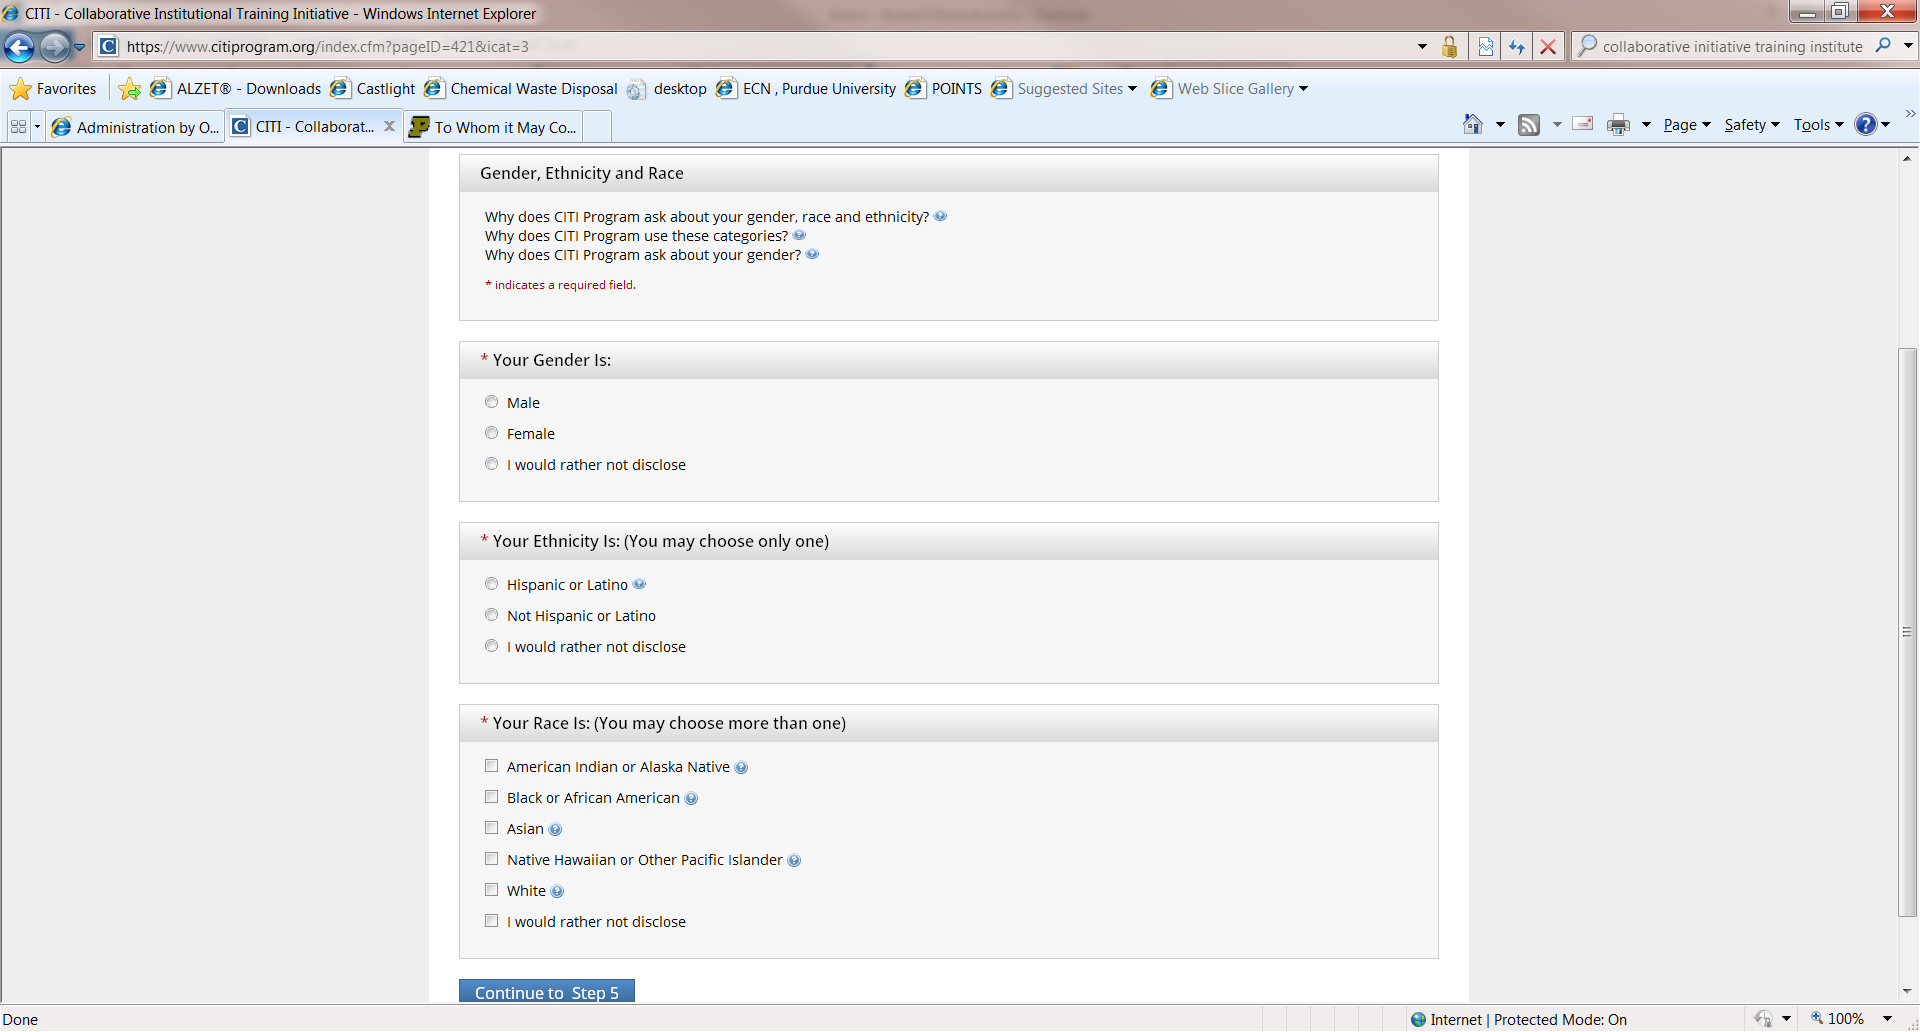 CITI - Collaborative Institutional Training Initiative - Windows Internet Explorer
https://www.citiprogram.org/index.cfm?pageID=421&icat=3
collaborative initiative training institute
Favorites
ALZET® - Downloads
Castlight
Chemical Waste Disposal
desktop
ECN , Purdue University
POINTS
Suggested Sites
Web Slice Gallery
Administration by O...
CITI - Collaborat...
To Whom it May Co...
Page
Safety
Tools
Gender, Ethnicity and Race
Why does CITI Program ask about your gender, race and ethnicity?
Why does CITI Program use these categories?
Why does CITI Program ask about your gender?
* indicates a required field.
* Your Gender Is:
Male
Female
I would rather not disclose
* Your Ethnicity Is: (You may choose only one)
Hispanic or Latino
Not Hispanic or Latino
I would rather not disclose
* Your Race Is: (You may choose more than one)
American Indian or Alaska Native
Black or African American
Asian
Native Hawaiian or Other Pacific Islander
White
I would rather not disclose
Continue to Step 5
Done
Internet | Protected Mode: On
100%